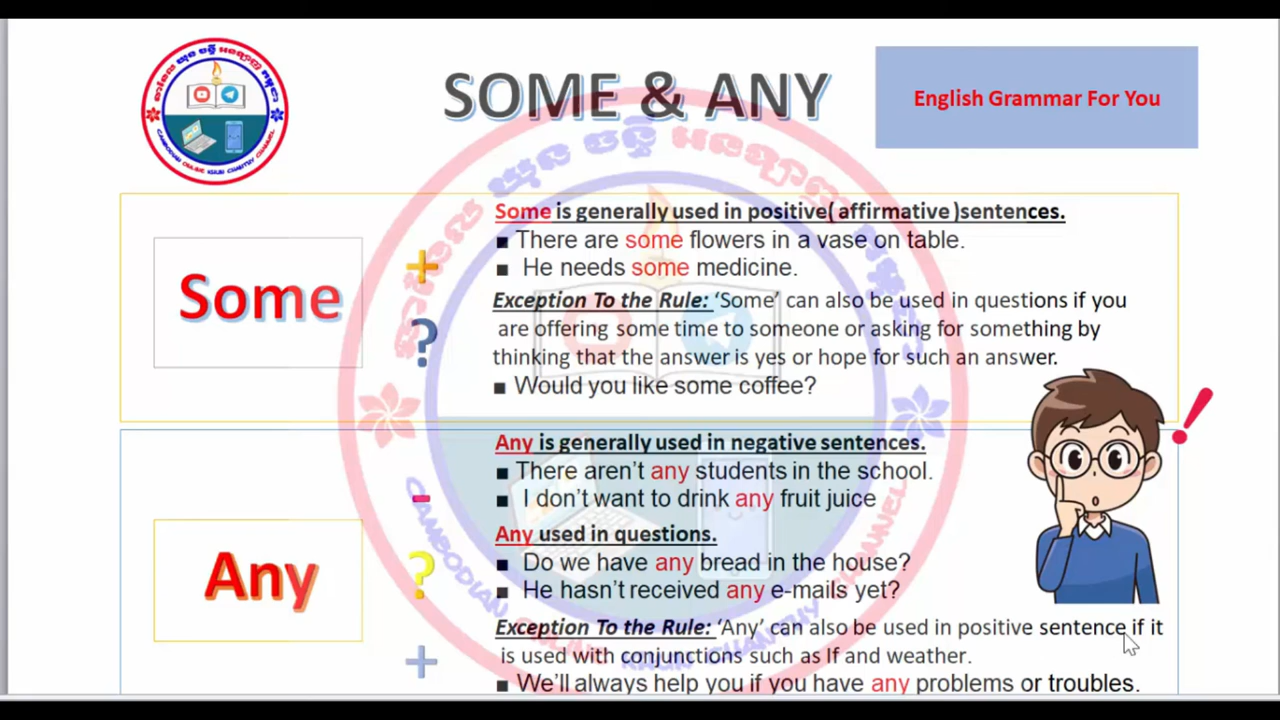 SOME & ANY
English Grammar For You
Some
Some is generally used in positive( affirmative )sentences.
■ There are some flowers in a vase on table.
■ He needs some medicine.
Exception To the Rule: ‘Some’ can also be used in questions if you
are offering some time to someone or asking for something by
thinking that the answer is yes or hope for such an answer.
■ Would you like some coffee?
Any
Any is generally used in negative sentences.
■ There aren’t any students in the school.
■ I don’t want to drink any fruit juice
Any used in questions.
■ Do we have any bread in the house?
■ He hasn’t received any e-mails yet?
Exception To the Rule: ‘Any’ can also be used in positive sentence if it
is used with conjunctions such as If and weather.
■ We’ll always help you if you have any problems or troubles.
CAMBODIAN ONLINE KHUN CHANTHY CHANNEL